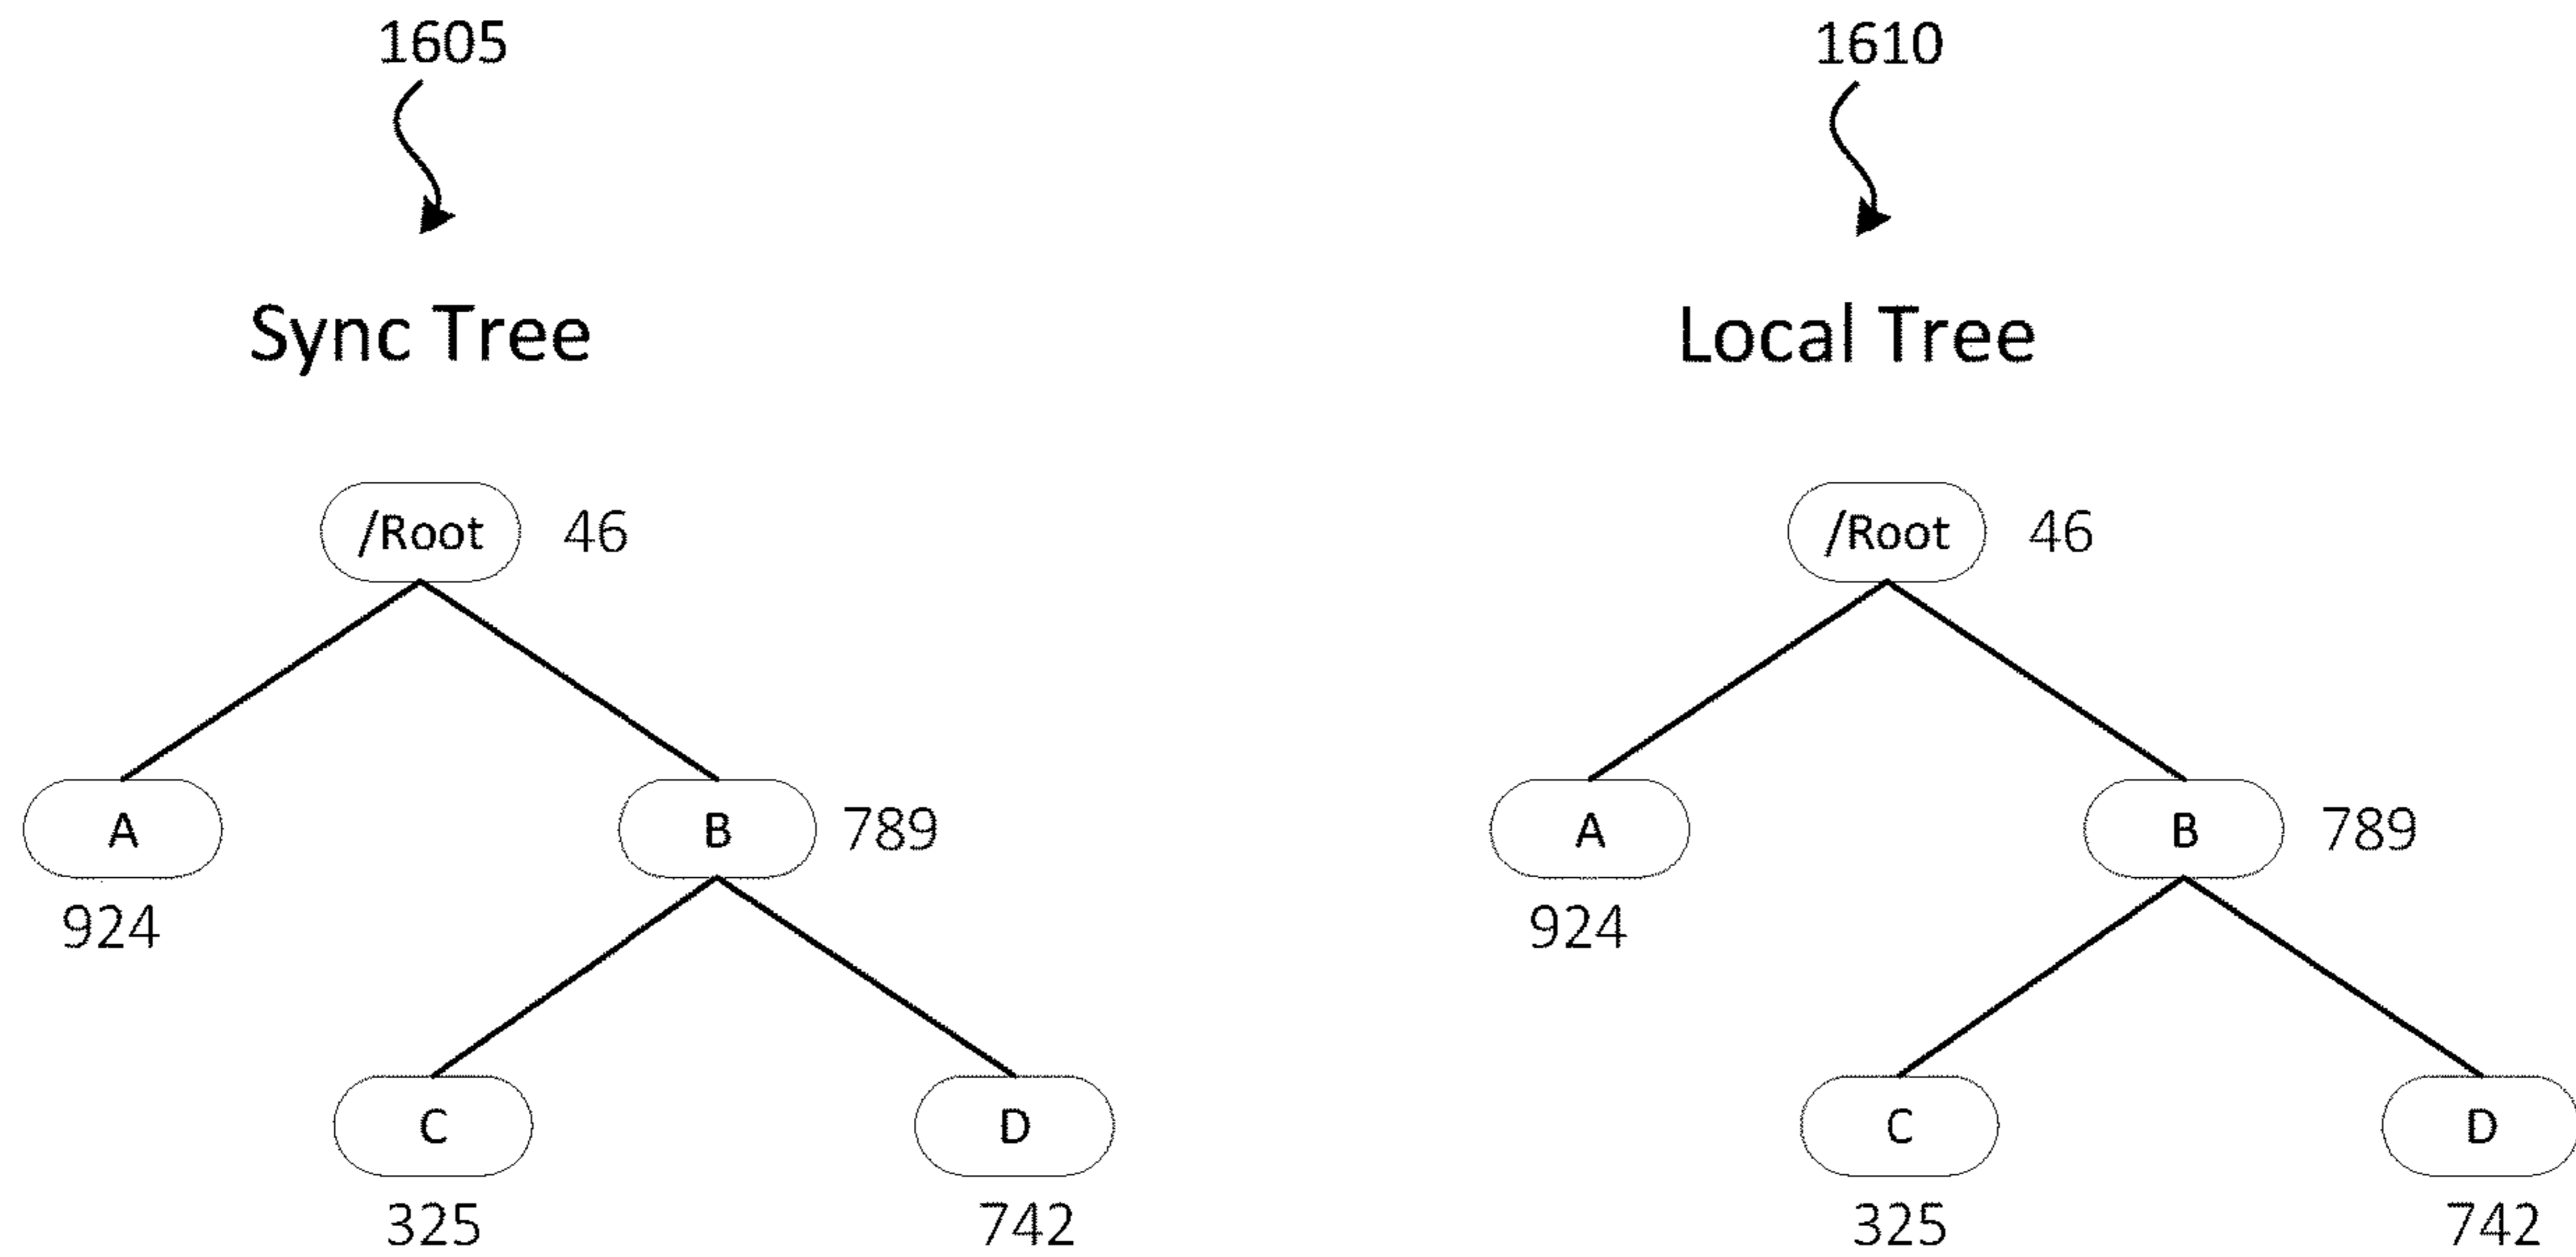 1605
Sync Tree
/Root 46
A
B 789
924
C
D
325
742
1610
Local Tree
/Root 46
A
B 789
924
C
D
325
742